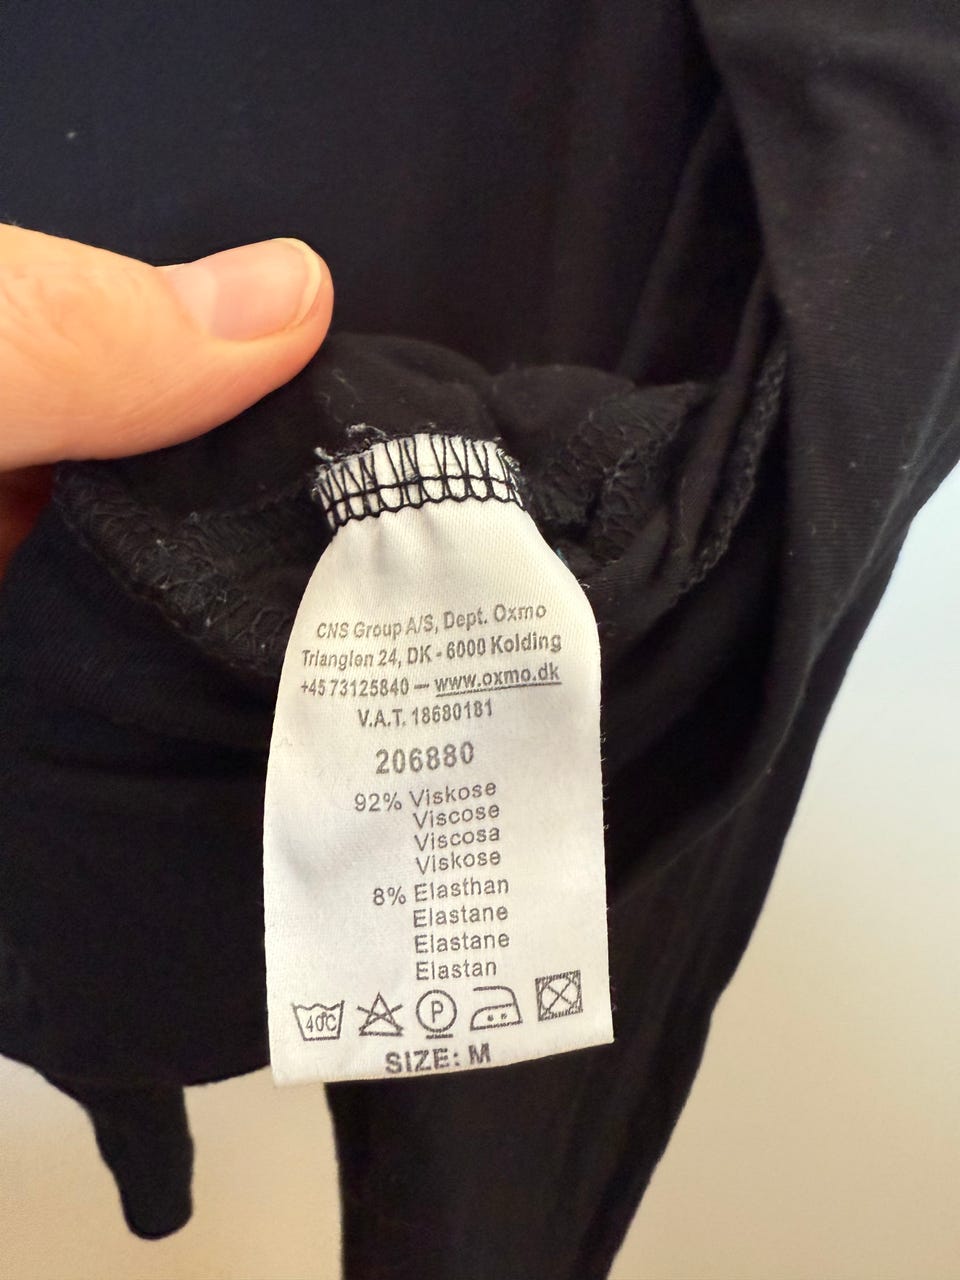 CNS Group A/S, Dept. Oxmo
Trianglen 24, DK - 6000 Kolding
+45 73125840 — www.oxmo.dk
V.A.T. 18680181
206880
92% Viskose
Viscose
Viscosa
Viskose
8% Elasthan
Elastane
Elastane
Elastan
40°C P
SIZE: M